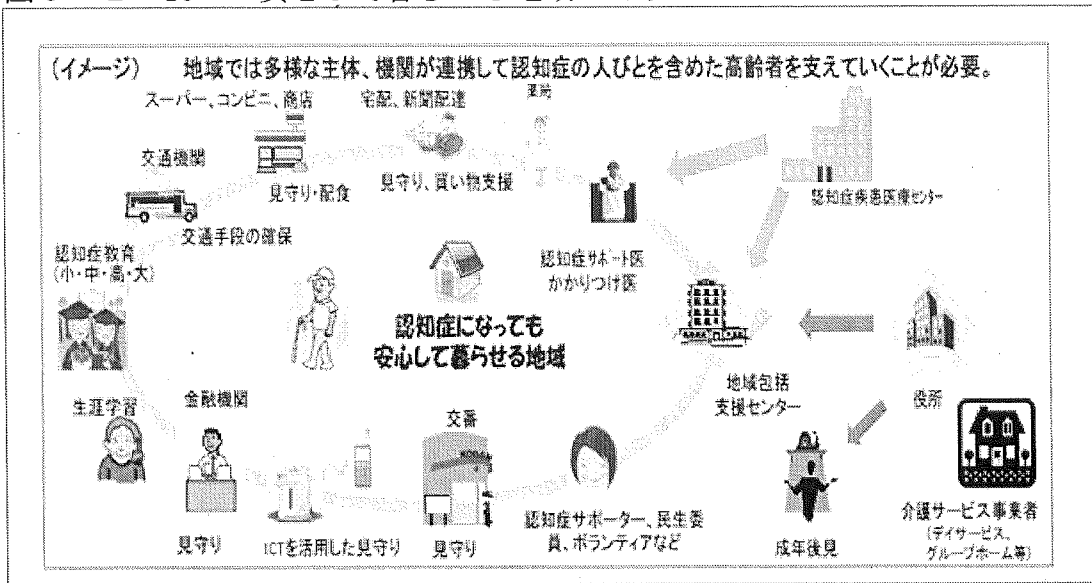 (イメージ) 地域では多様な主体、機関が連携して認知症の人びとを含めた高齢者を支えていくことが必要。
スーパー、コンビニ、商店
宅配、新聞配達
薬局
交通機関
見守り・配食
見守り、買い物支援
認知症疾患医療センター
交通手段の確保
認知症教育
(小・中・高・大)
認知症サポート医
かかりつけ医
認知症になっても
安心して暮らせる地域
地域包括
支援センター
役所
生涯学習
金融機関
交番
KOBAN
見守り
ICTを活用した見守り
見守り
認知症サポーター、民生委
員、ボランティアなど
成年後見
介護サービス事業者
(デイサービス、
グループホーム等)